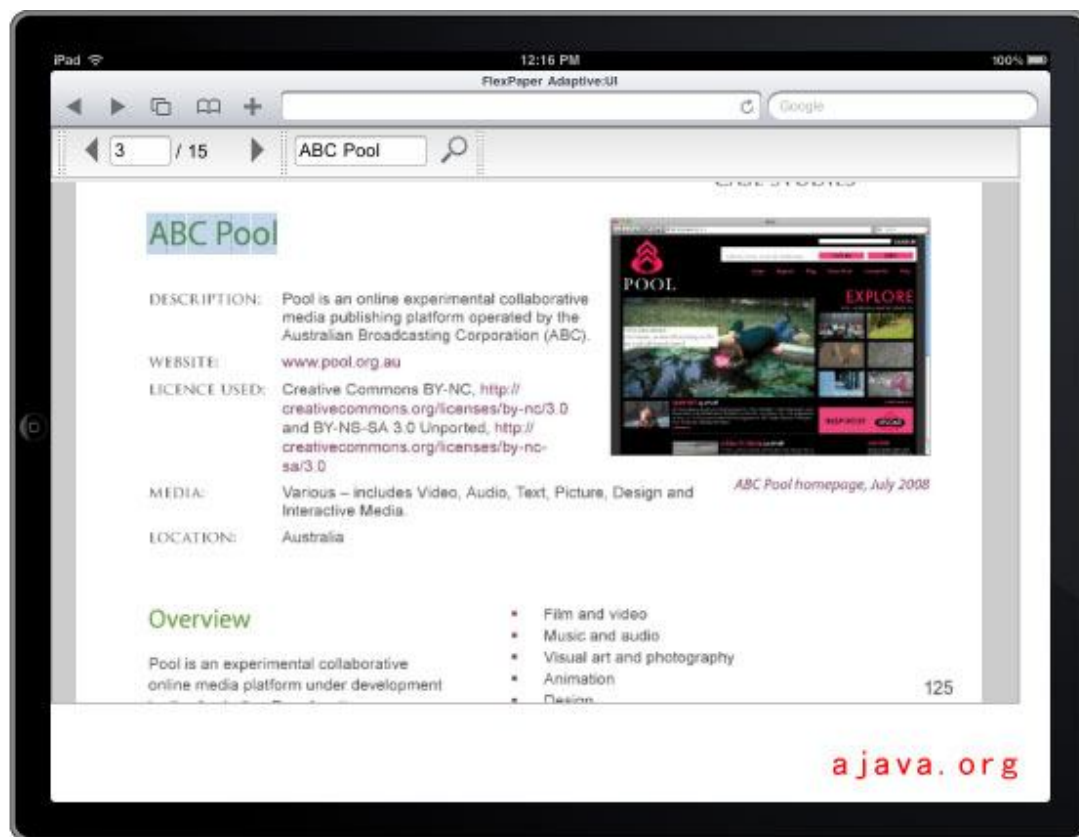 iPad 12:16 PM 100%
FlexPaper Adaptive:UI
Google
3 / 15 ABC Pool
CASE STUDIES
ABC Pool
DESCRIPTION: Pool is an online experimental collaborative
media publishing platform operated by the
Australian Broadcasting Corporation (ABC).
WEBSITE: www.pool.org.au
LICENCE USED: Creative Commons BY-NC, http://
creativecommons.org/licenses/by-nc/3.0
and BY-NS-SA 3.0 Unported, http://
creativecommons.org/licenses/by-nc-
sa/3.0
MEDIA: Various – includes Video, Audio, Text, Picture, Design and
Interactive Media.
LOCATION: Australia
POOL
EXPLORE
ABC Pool homepage, July 2008
Overview
Pool is an experimental collaborative
online media platform under development
▪ Film and video
▪ Music and audio
▪ Visual art and photography
▪ Animation
▪ Design
125
ajava.org